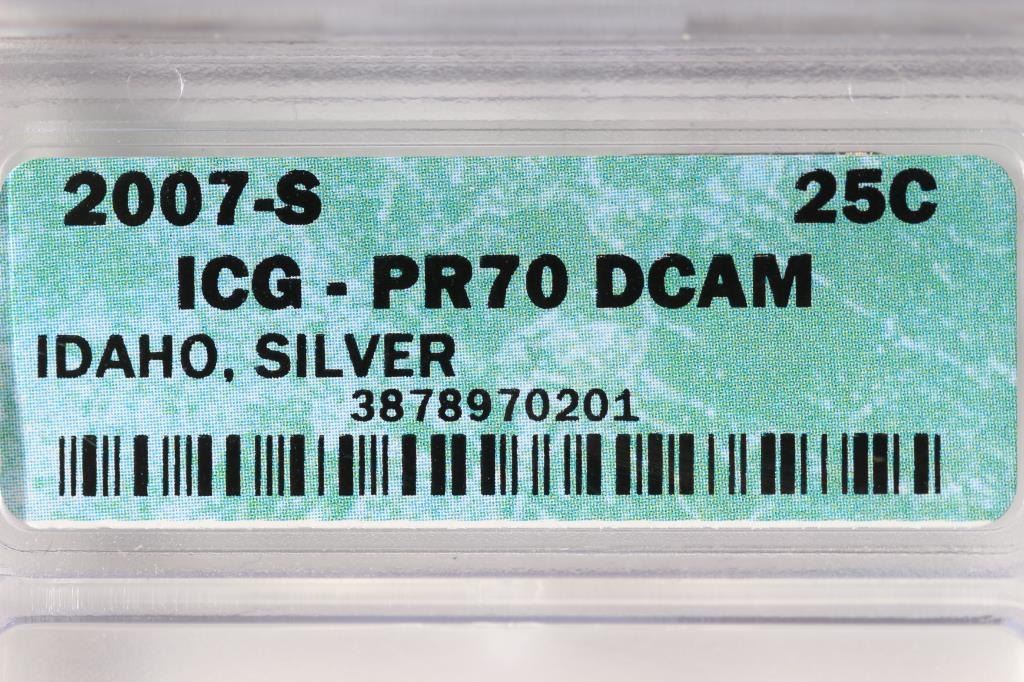 2007-S 25C
ICG - PR70 DCAM
IDAHO, SILVER
3878970201